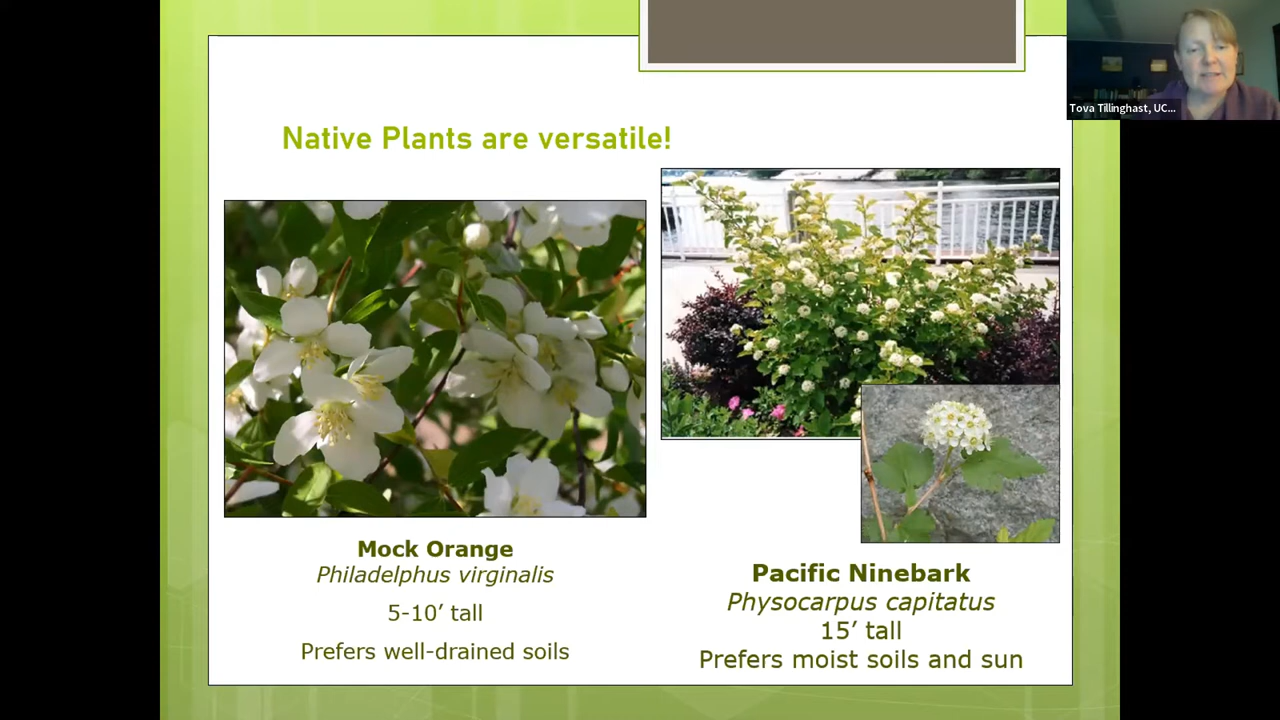 Tova Tillinghast, UC...
Native Plants are versatile!
Mock Orange
Philadelphus virginalis
5-10’ tall
Prefers well-drained soils
Pacific Ninebark
Physocarpus capitatus
15’ tall
Prefers moist soils and sun